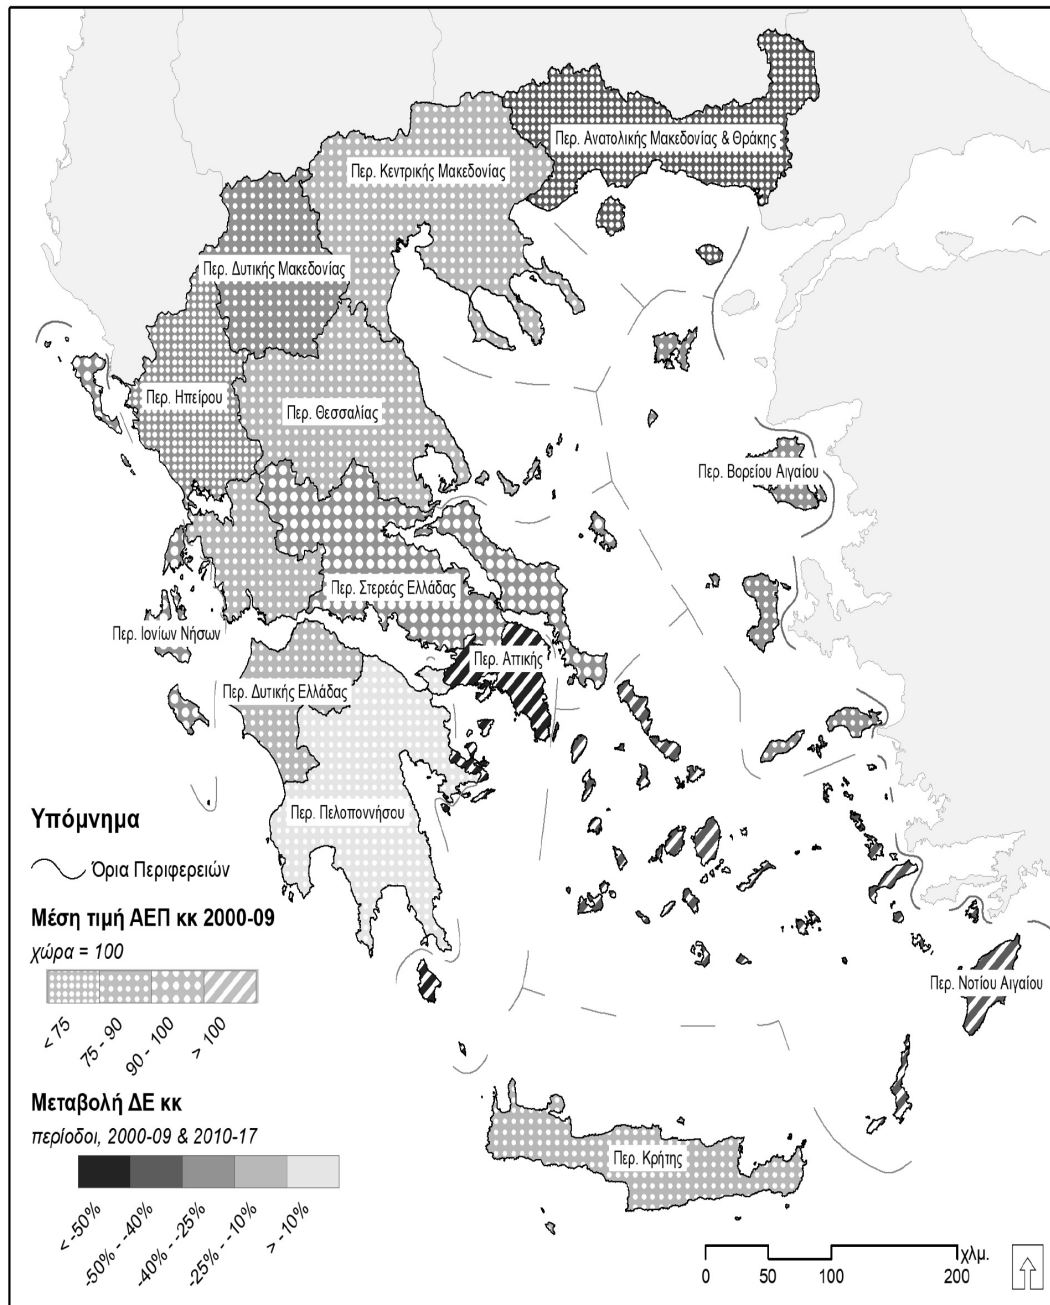 Περ. Ανατολικής Μακεδονίας & Θράκης
Περ. Κεντρικής Μακεδονίας
Περ. Δυτικής Μακεδονίας
Περ. Ηπείρου
Περ. Θεσσαλίας
Περ. Βορείου Αιγαίου
Περ. Στερεάς Ελλάδας
Περ. Ιονίων Νήσων
Περ. Αττικής
Περ. Δυτικής Ελλάδας
Περ. Πελοποννήσου
Περ. Νοτίου Αιγαίου
Περ. Κρήτης
Υπόμνημα
Όρια Περιφερειών
Μέση τιμή ΑΕΠ κκ 2000-09
χώρα = 100
< 75
75 - 90
90 - 100
> 100
Μεταβολή ΔΕ κκ
περίοδοι, 2000-09 & 2010-17
< -50%
-50% - -40%
-40% - -25%
-25% - -10%
> -10%
χλμ.
0 50 100 200